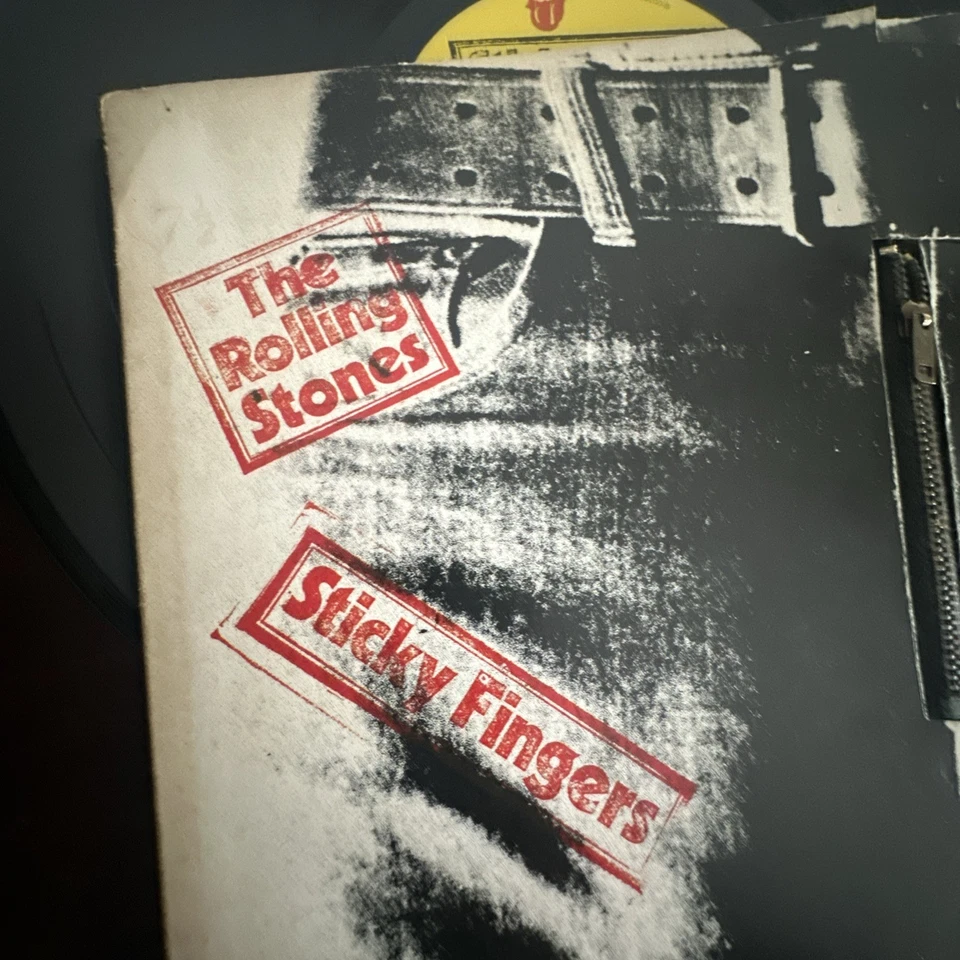 The
Rolling
Stones
Sticky Fingers